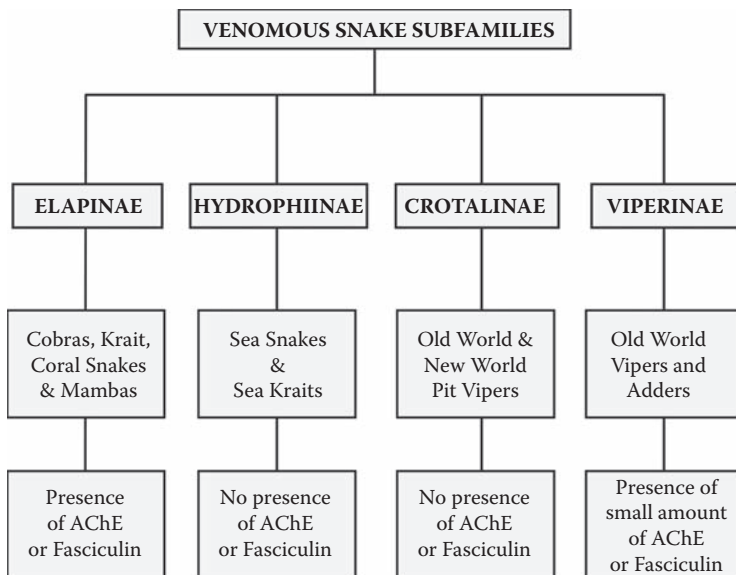 VENOMOUS SNAKE SUBFAMILIES
ELAPINAE
HYDROPHIINAE
CROTALINAE
VIPERINAE
Cobras, Krait,
Coral Snakes
& Mambas
Sea Snakes
&
Sea Kraits
Old World &
New World
Pit Vipers
Old World
Vipers and
Adders
Presence
of AChE
or Fasciculin
No presence
of AChE
or Fasciculin
No presence
of AChE
or Fasciculin
Presence of
small amount
of AChE
or Fasciculin